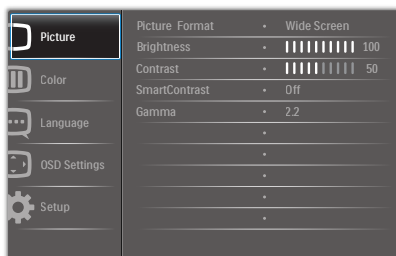 Picture
Color
Language
OSD Settings
Setup
Picture Format • Wide Screen
Brightness • 100
Contrast • 50
SmartContrast • Off
Gamma • 2.2
•
•
•
•
•